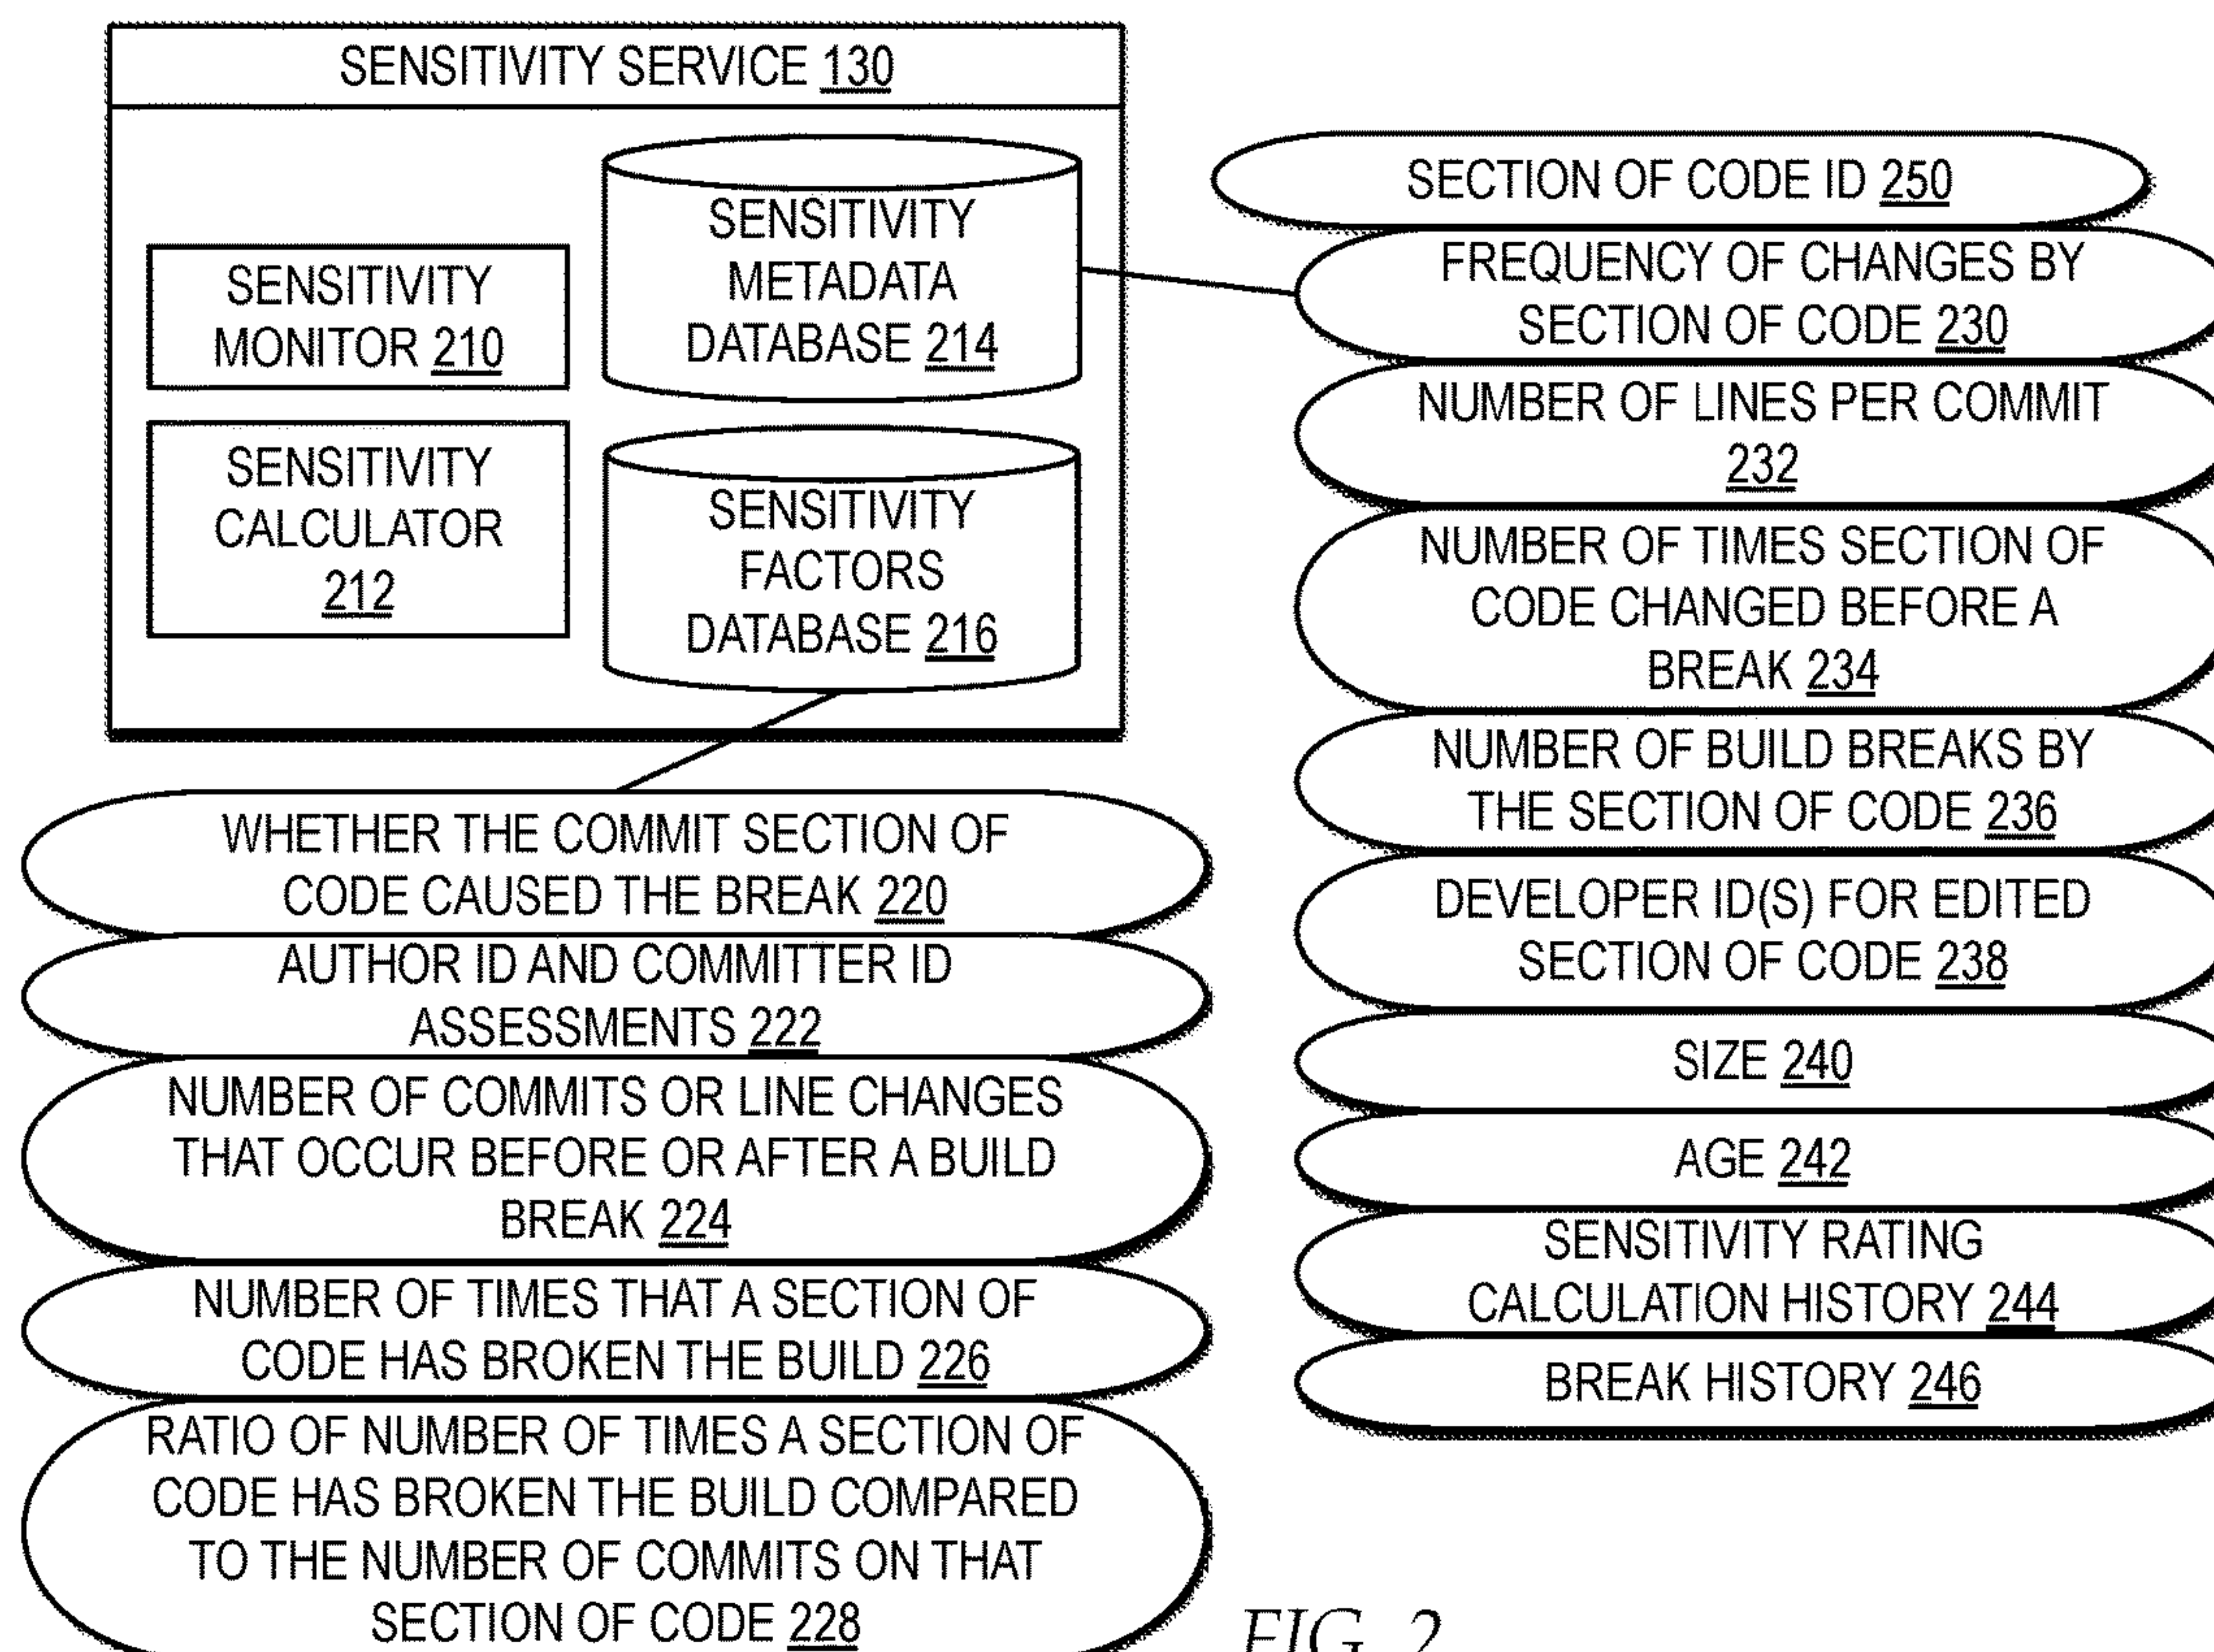 SENSITIVITY SERVICE 130
SENSITIVITY
MONITOR 210
SENSITIVITY
CALCULATOR
212
SENSITIVITY
METADATA
DATABASE 214
SENSITIVITY
FACTORS
DATABASE 216
WHETHER THE COMMIT SECTION OF
CODE CAUSED THE BREAK 220
AUTHOR ID AND COMMITTER ID
ASSESSMENTS 222
NUMBER OF COMMITS OR LINE CHANGES
THAT OCCUR BEFORE OR AFTER A BUILD
BREAK 224
NUMBER OF TIMES THAT A SECTION OF
CODE HAS BROKEN THE BUILD 226
RATIO OF NUMBER OF TIMES A SECTION OF
CODE HAS BROKEN THE BUILD COMPARED
TO THE NUMBER OF COMMITS ON THAT
SECTION OF CODE 228
SECTION OF CODE ID 250
FREQUENCY OF CHANGES BY
SECTION OF CODE 230
NUMBER OF LINES PER COMMIT
232
NUMBER OF TIMES SECTION OF
CODE CHANGED BEFORE A
BREAK 234
NUMBER OF BUILD BREAKS BY
THE SECTION OF CODE 236
DEVELOPER ID(S) FOR EDITED
SECTION OF CODE 238
SIZE 240
AGE 242
SENSITIVITY RATING
CALCULATION HISTORY 244
BREAK HISTORY 246
FIG. 2